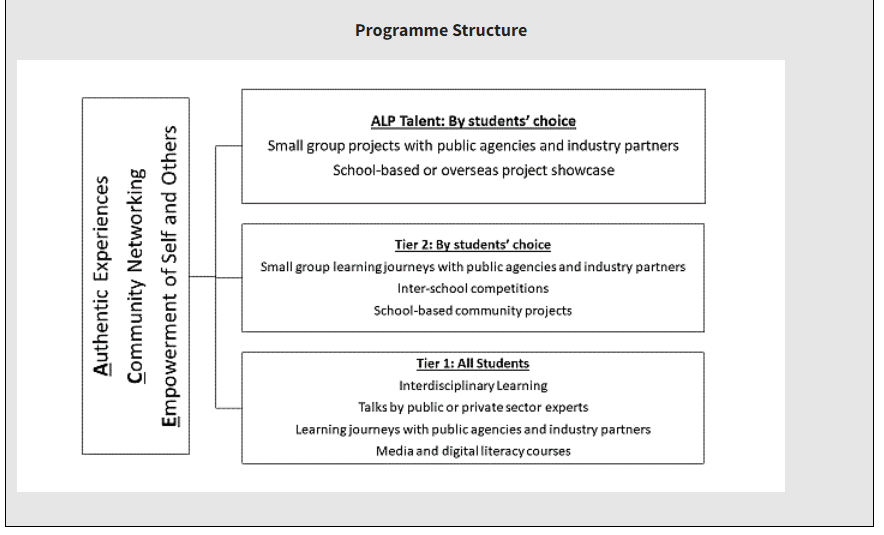 Programme Structure
Authentic Experiences
Community Networking
Empowerment of Self and Others
ALP Talent: By students’ choice
Small group projects with public agencies and industry partners
School-based or overseas project showcase
Tier 2: By students’ choice
Small group learning journeys with public agencies and industry partners
Inter-school competitions
School-based community projects
Tier 1: All Students
Interdisciplinary Learning
Talks by public or private sector experts
Learning journeys with public agencies and industry partners
Media and digital literacy courses